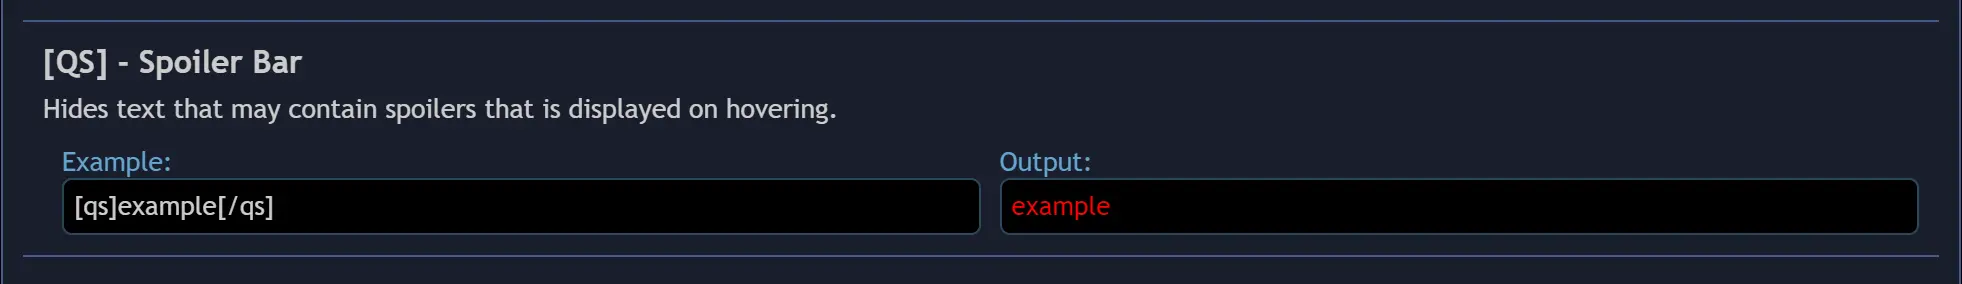 [QS] - Spoiler Bar
Hides text that may contain spoilers that is displayed on hovering.
Example:
[qs]example[/qs]
Output:
example